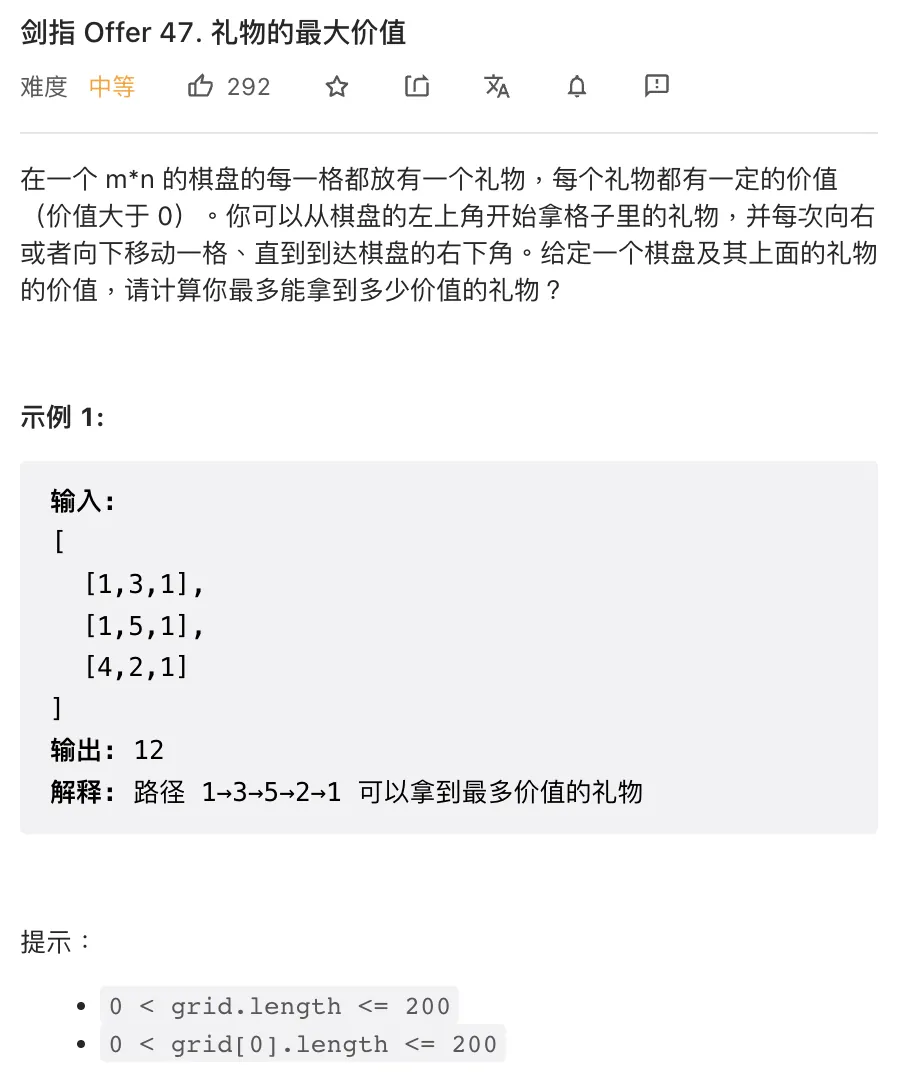 剑指 Offer 47. 礼物的最大价值
难度 中等 292
在一个 m*n 的棋盘的每一格都放有一个礼物，每个礼物都有一定的价值
（价值大于 0）。你可以从棋盘的左上角开始拿格子里的礼物，并每次向右
或者向下移动一格、直到到达棋盘的右下角。给定一个棋盘及其上面的礼物
的价值，请计算你最多能拿到多少价值的礼物？
示例 1:
输入:
[
  [1,3,1],
  [1,5,1],
  [4,2,1]
]
输出: 12
解释: 路径 1→3→5→2→1 可以拿到最多价值的礼物
提示：
• 0 < grid.length <= 200
• 0 < grid[0].length <= 200